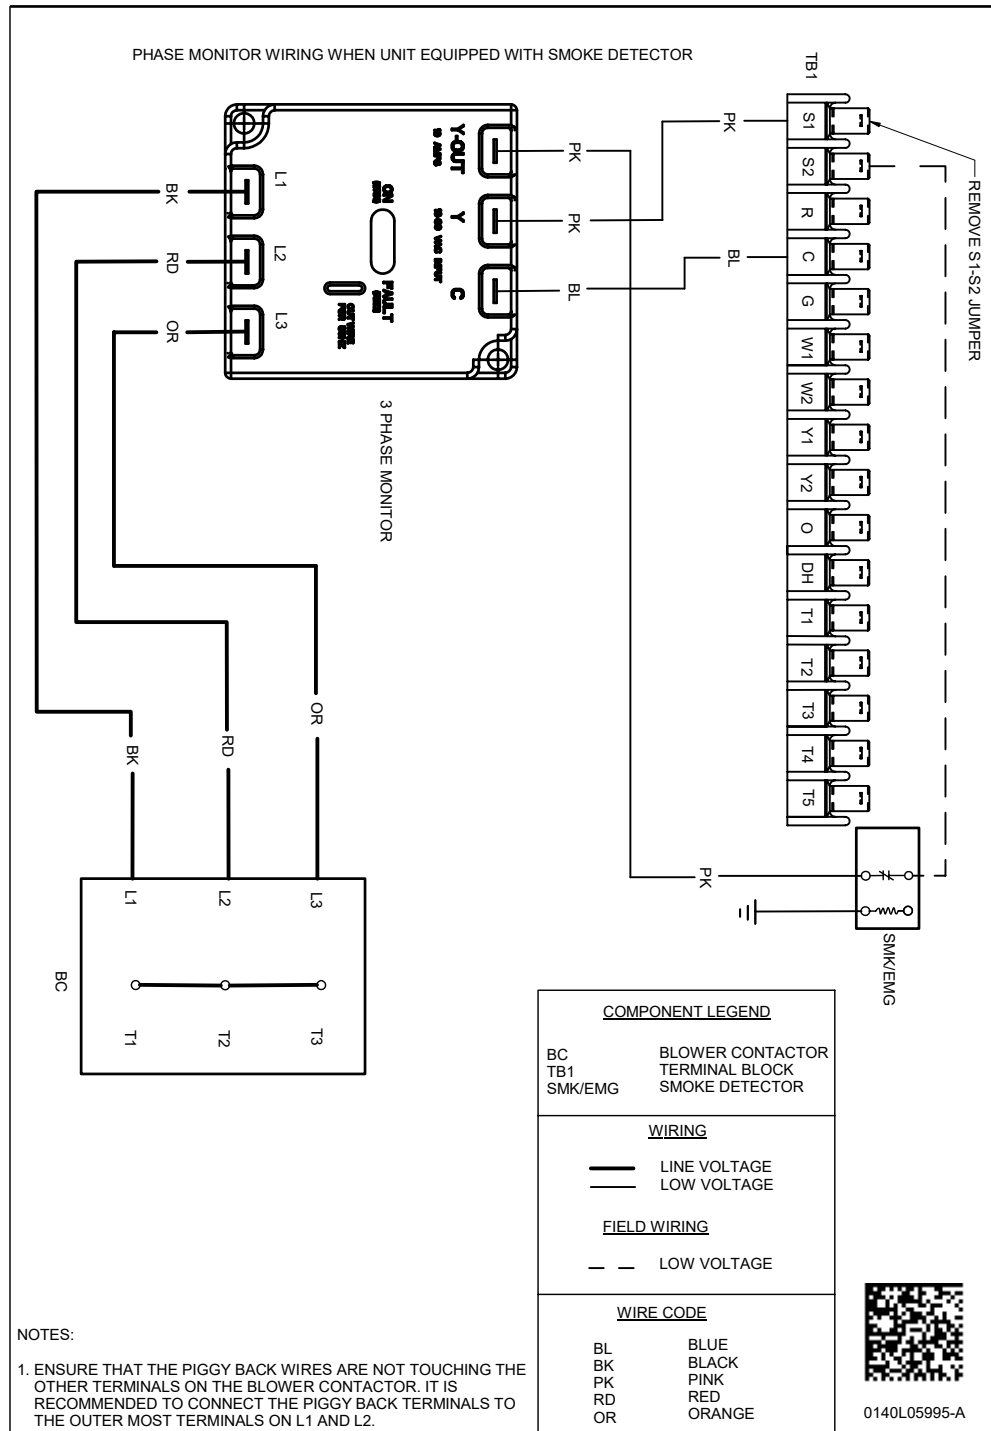 PHASE MONITOR WIRING WHEN UNIT EQUIPPED WITH SMOKE DETECTOR
TB1
S1
S2
R
C
G
W1
W2
Y1
Y2
O
DH
T1
T2
T3
T4
T5
REMOVE S1-S2 JUMPER
PK
PK
BL
PK
PK
BL
Y-OUT
10 AMPS
Y
C
ON
FAULT
L1
L2
L3
BK
RD
OR
3 PHASE MONITOR
OR
RD
BK
PK
SMK/EMG
L1
L2
L3
T1
T2
T3
BC
COMPONENT LEGEND
BC BLOWER CONTACTOR
TB1 TERMINAL BLOCK
SMK/EMG SMOKE DETECTOR
WIRING
LINE VOLTAGE
LOW VOLTAGE
FIELD WIRING
LOW VOLTAGE
WIRE CODE
BL BLUE
BK BLACK
PK PINK
RD RED
OR ORANGE
NOTES:
1. ENSURE THAT THE PIGGY BACK WIRES ARE NOT TOUCHING THE
OTHER TERMINALS ON THE BLOWER CONTACTOR. IT IS
RECOMMENDED TO CONNECT THE PIGGY BACK TERMINALS TO
THE OUTER MOST TERMINALS ON L1 AND L2.
0140L05995-A